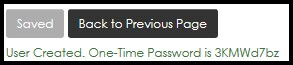 Saved Back to Previous Page
User Created. One-Time Password is 3KMWd7bz